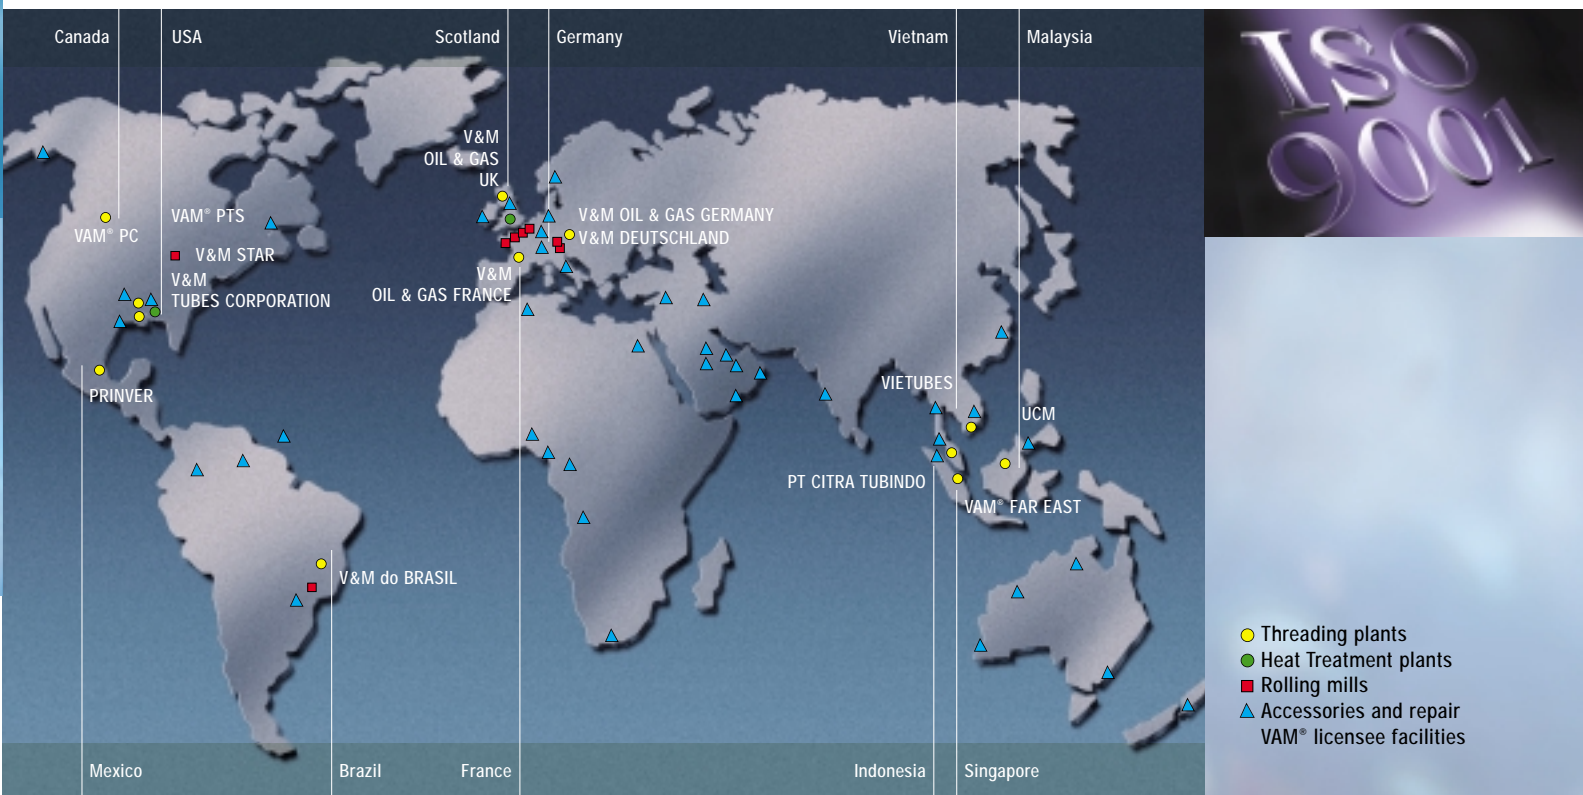 Canada
USA
Scotland
Germany
Vietnam
Malaysia
ISO
9001
V&M
OIL & GAS
UK
VAM® PC
VAM® PTS
V&M STAR
V&M
TUBES CORPORATION
V&M OIL & GAS GERMANY
V&M DEUTSCHLAND
V&M
OIL & GAS FRANCE
PRINVER
VIETUBES
UCM
PT CITRA TUBINDO
VAM® FAR EAST
V&M do BRASIL
Threading plants
Heat Treatment plants
Rolling mills
Accessories and repair
VAM® licensee facilities
Mexico
Brazil
France
Indonesia
Singapore